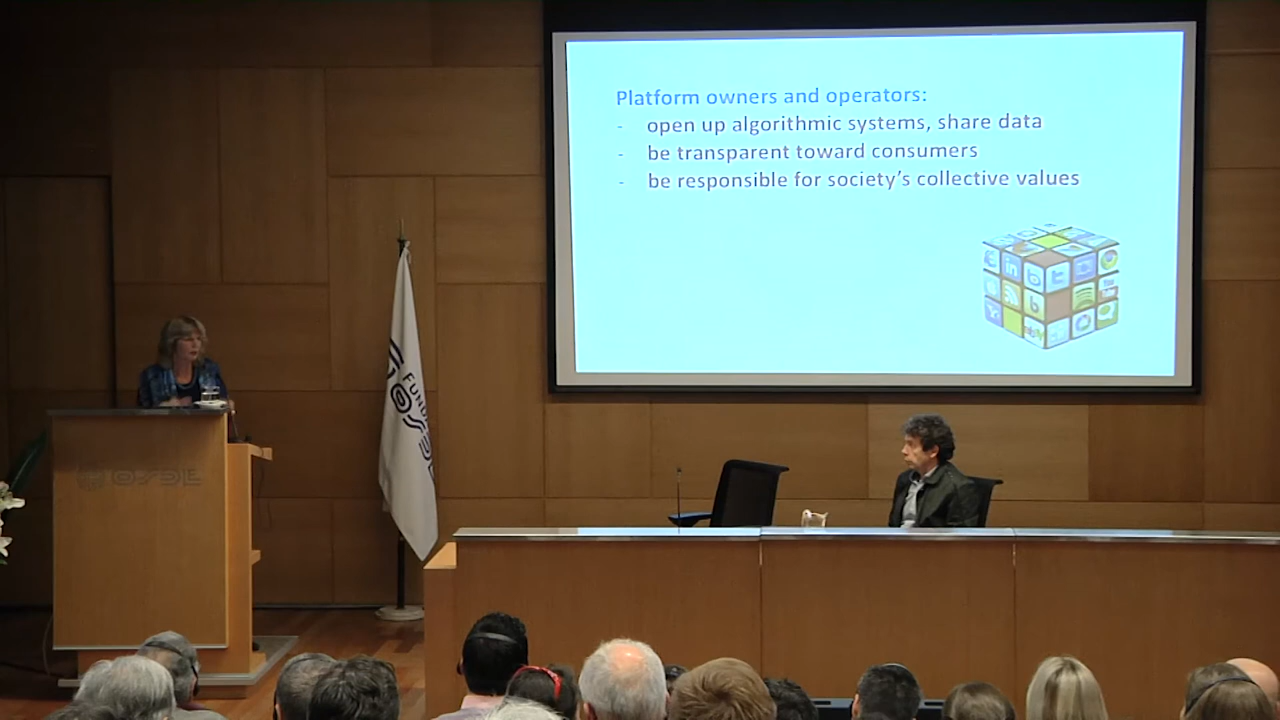 Platform owners and operators:
- open up algorithmic systems, share data
- be transparent toward consumers
- be responsible for society's collective values
OSDE